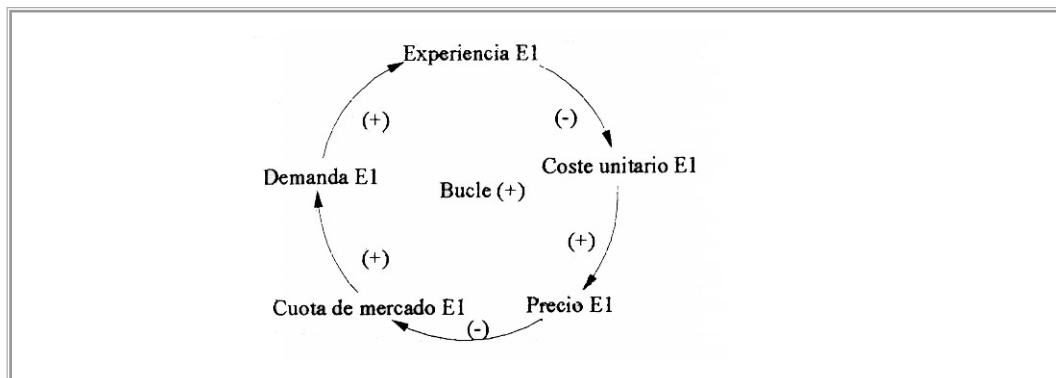 Experiencia E1
(+)
(-)
Demanda E1
Bucle (+)
Coste unitario E1
(+)
(+)
Cuota de mercado E1
(-)
Precio E1